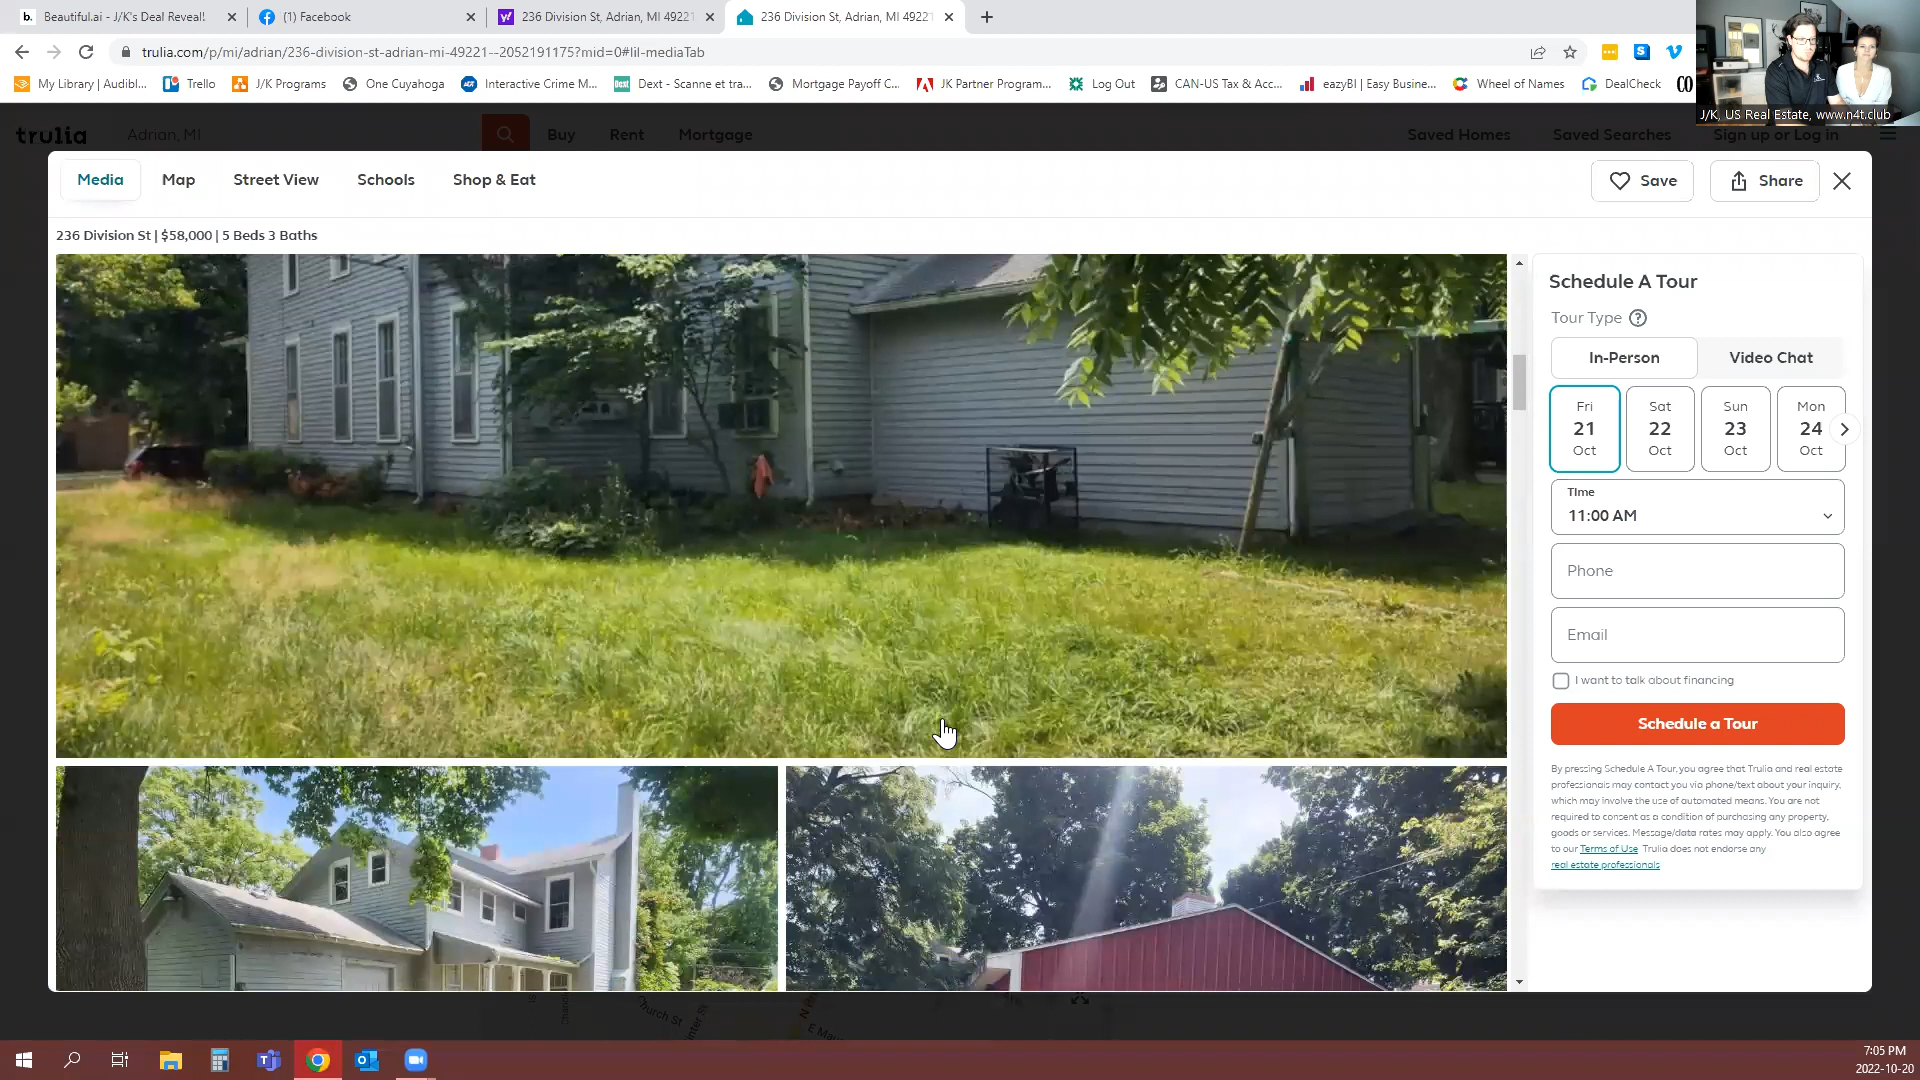 b. Beautiful.ai - J/K's Deal Reveal!
(1) Facebook
236 Division St, Adrian, MI 49221
236 Division St, Adrian, MI 49221
trulia.com/p/mi/adrian/236-division-st-adrian-mi-49221--2052191175?mid=0#lil-mediaTab
My Library | Audibl...
Trello
J/K Programs
One Cuyahoga
Interactive Crime M...
Dext - Scanne et tra...
Mortgage Payoff C...
JK Partner Program...
Log Out
CAN-US Tax & Acc...
eazyBI | Easy Busine...
Wheel of Names
DealCheck
J/K, US Real Estate, www.n4t.club
trulia
Adrian, MI
Buy
Rent
Mortgage
Saved Homes
Saved Searches
Sign up or Log in
Media
Map
Street View
Schools
Shop & Eat
Save
Share
236 Division St | $58,000 | 5 Beds 3 Baths
Schedule A Tour
Tour Type ?
In-Person
Video Chat
Fri
21
Oct
Sat
22
Oct
Sun
23
Oct
Mon
24
Oct
Time
11:00 AM
Phone
Email
I want to talk about financing
Schedule a Tour
By pressing Schedule A Tour, you agree that Trulia and real estate
professionals may contact you via phone/text about your inquiry,
which may involve the use of automated means. You are not
required to consent as a condition of purchasing any property,
goods or services. Message/data rates may apply. You also agree
to our Terms of Use. Trulia does not endorse any
real estate professionals
Church St
7:05 PM
2022-10-20